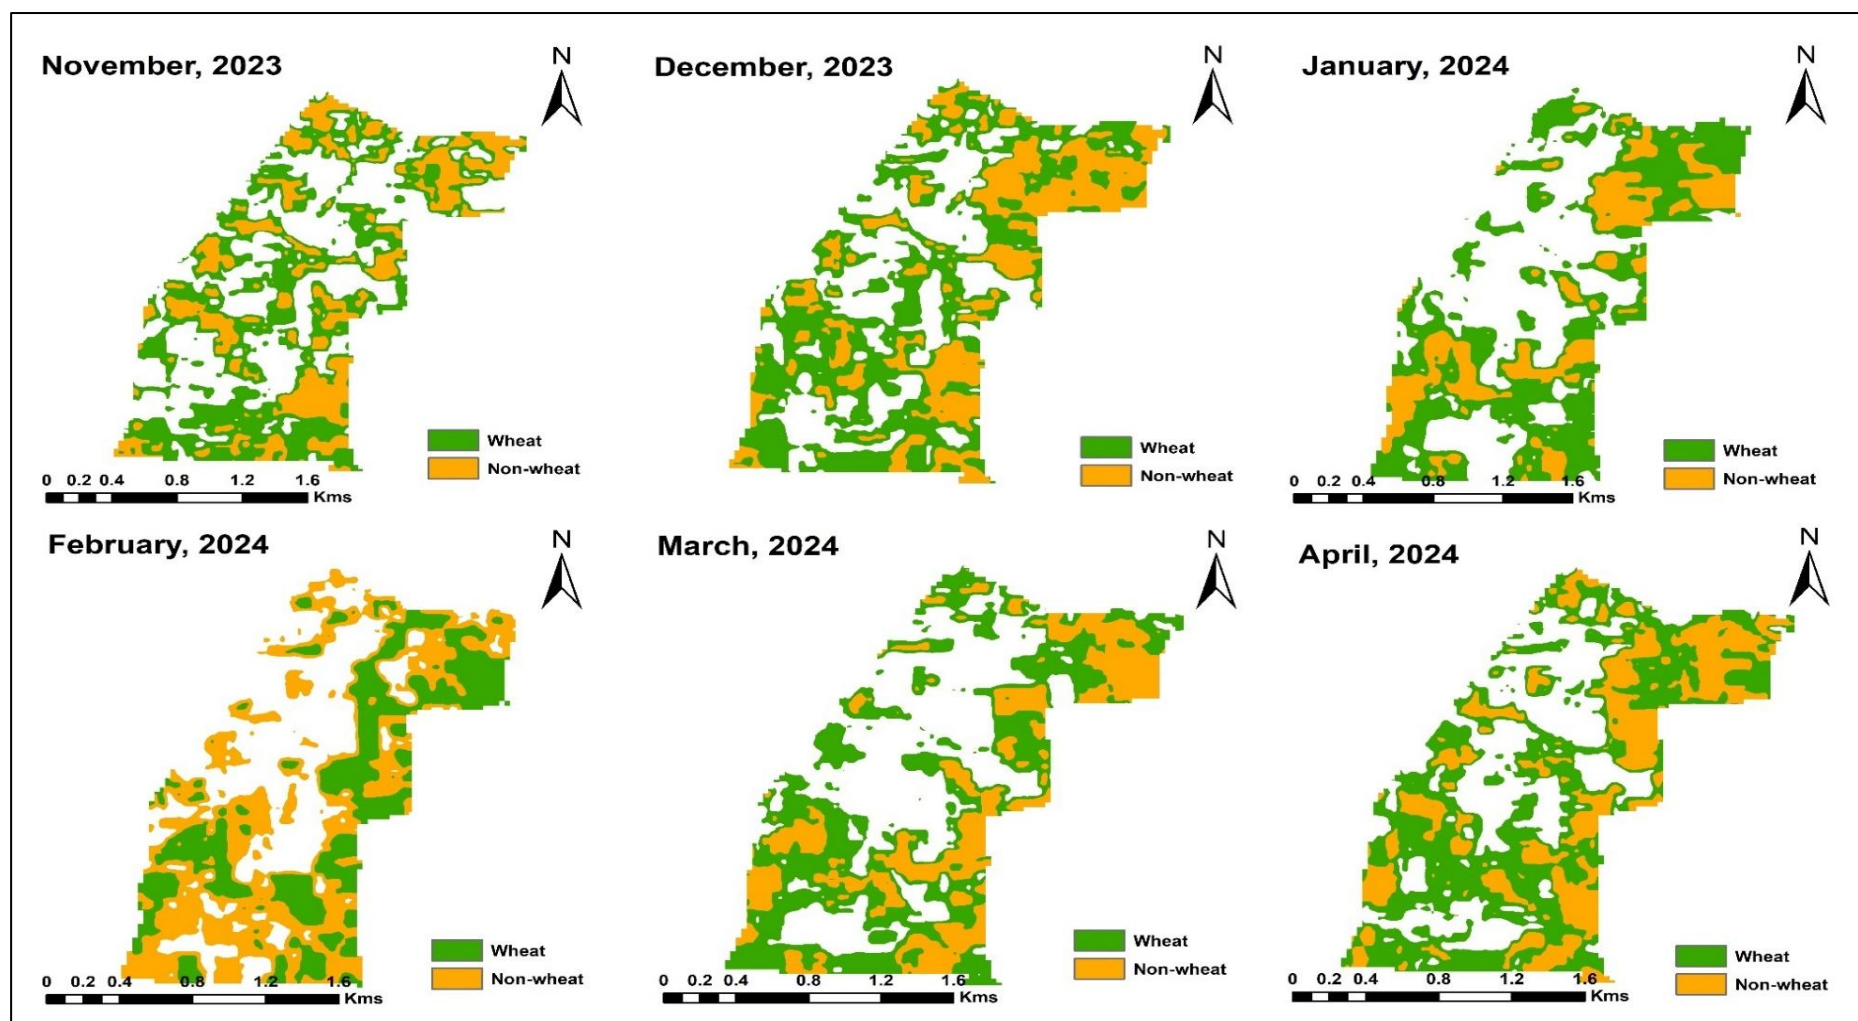 November, 2023
N
Wheat
Non-wheat
0 0.2 0.4 0.8 1.2 1.6
Kms
December, 2023
N
Wheat
Non-wheat
January, 2024
N
Wheat
Non-wheat
0 0.2 0.4 0.8 1.2 1.6
Kms
February, 2024
N
Wheat
Non-wheat
0 0.2 0.4 0.8 1.2 1.6
Kms
March, 2024
N
Wheat
Non-wheat
0 0.2 0.4 0.8 1.2 1.6
Kms
April, 2024
N
Wheat
Non-wheat
0 0.2 0.4 0.8 1.2 1.6
Kms